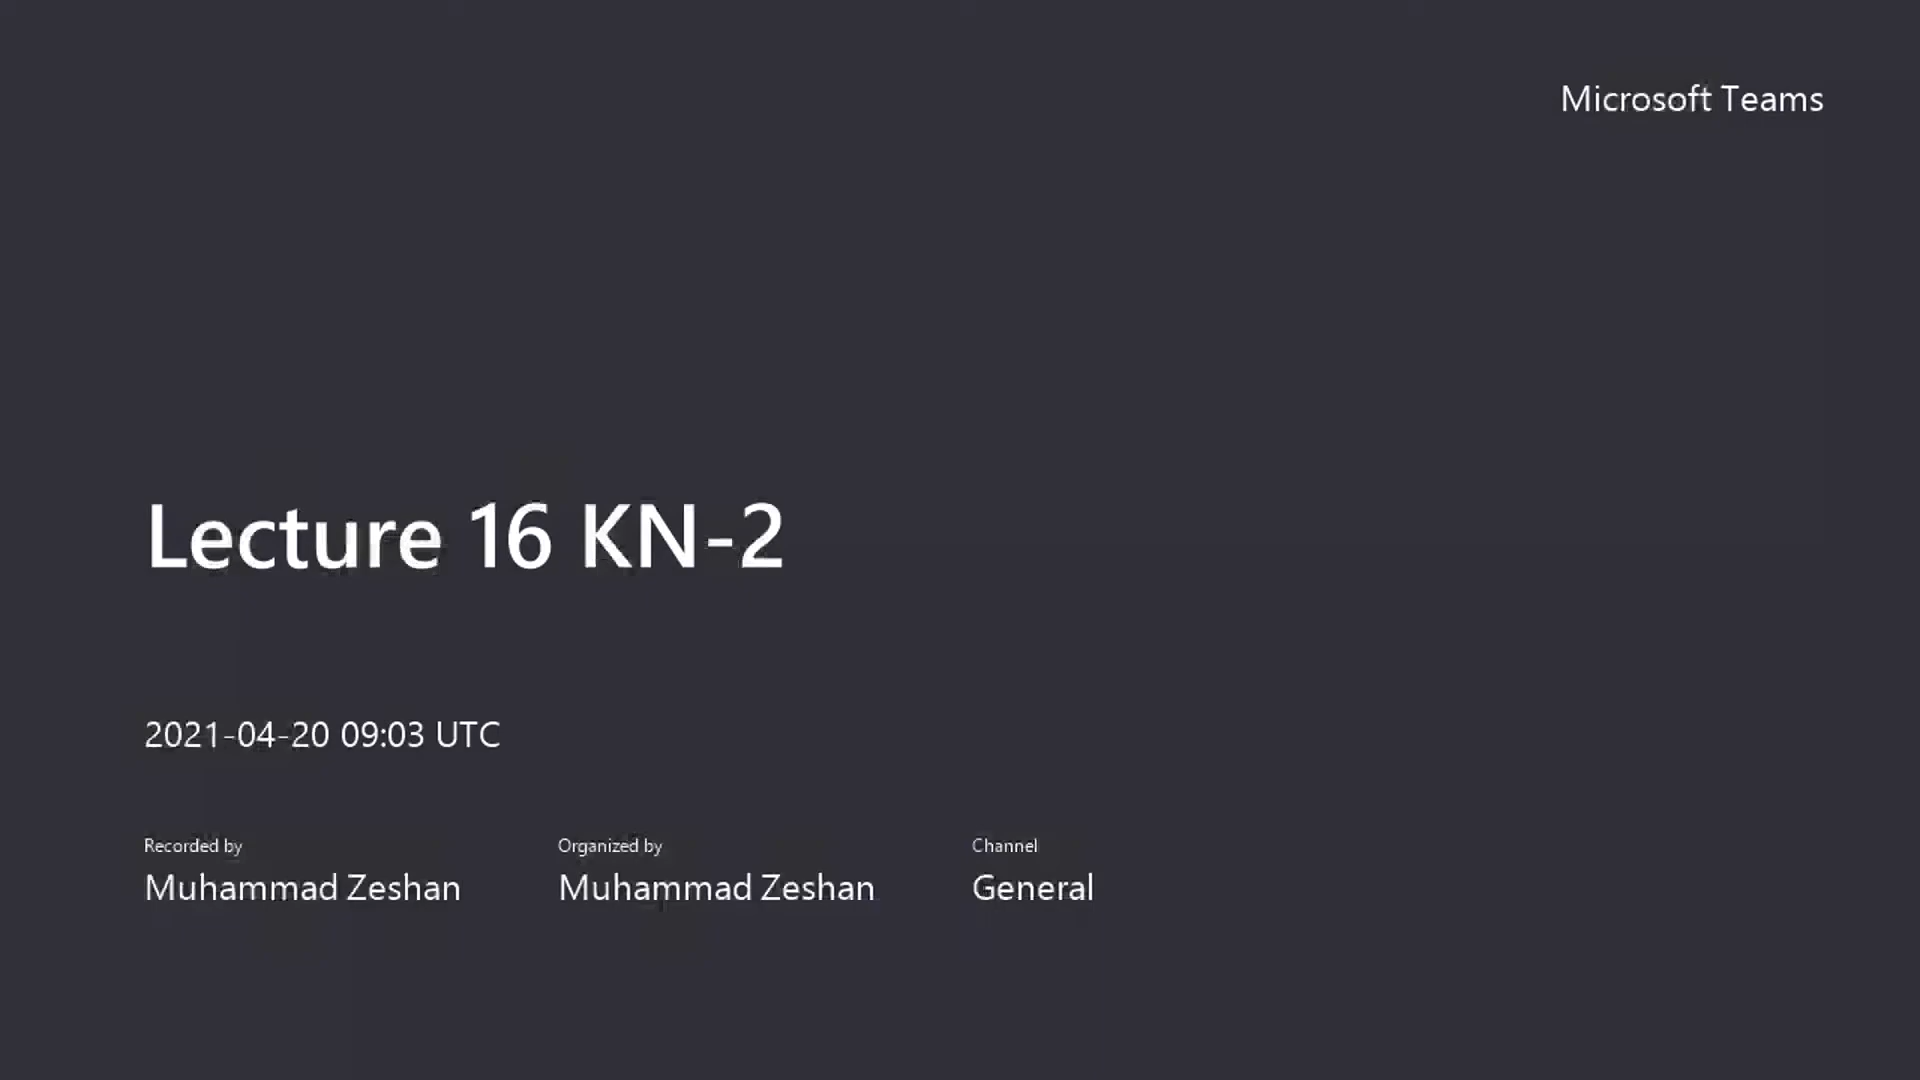 Microsoft Teams
Lecture 16 KN-2
2021-04-20 09:03 UTC
Recorded by
Muhammad Zeshan
Organized by
Muhammad Zeshan
Channel
General